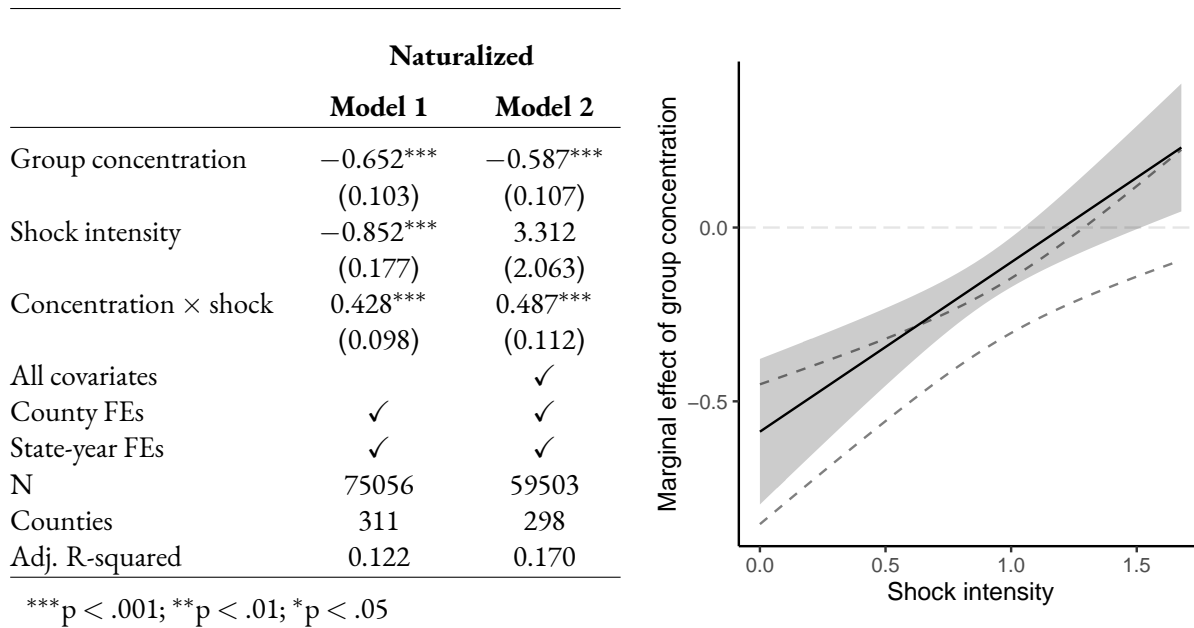 Naturalized
Model 1 Model 2
Group concentration −0.652*** −0.587***
(0.103) (0.107)
Shock intensity −0.852*** 3.312
(0.177) (2.063)
Concentration × shock 0.428*** 0.487***
(0.098) (0.112)
All covariates ✓
County FEs ✓ ✓
State-year FEs ✓ ✓
N 75056 59503
Counties 311 298
Adj. R-squared 0.122 0.170
***p < .001; **p < .01; *p < .05
Marginal effect of group concentration
0.0
−0.5
0.0 0.5 1.0 1.5
Shock intensity